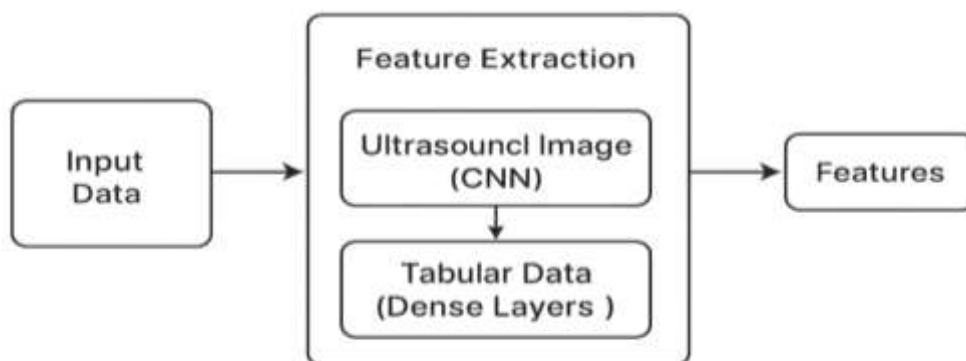 Input
Data
Feature Extraction
Ultrasouncl Image
(CNN)
Tabular Data
(Dense Layers )
Features